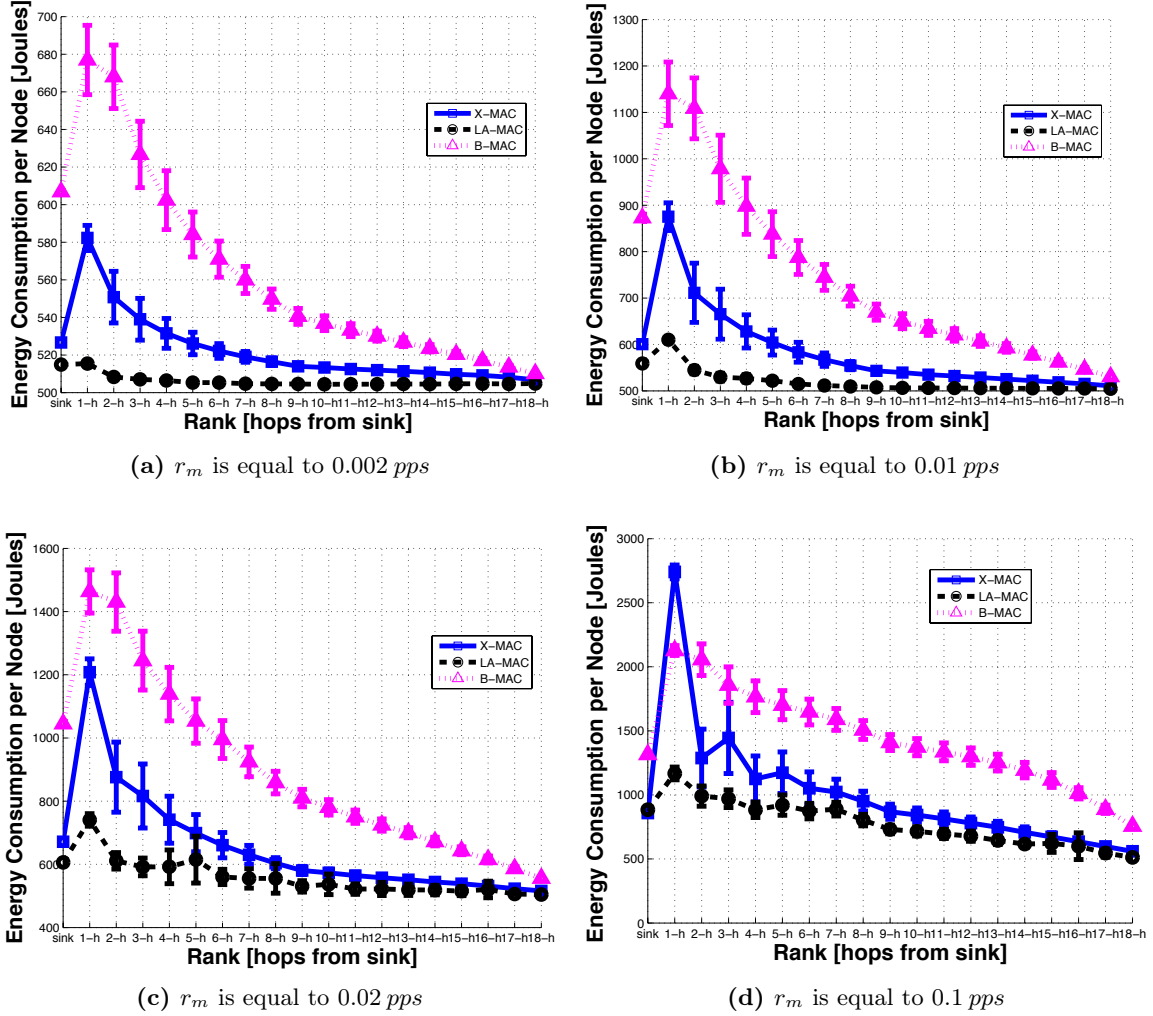 Energy Consumption per Node [Joules]
700
680
660
640
620
600
580
560
540
520
500
X−MAC
LA−MAC
B−MAC
sink 1−h 2−h 3−h 4−h 5−h 6−h 7−h 8−h 9−h 10−h11−h12−h13−h14−h15−h16−h17−h18−h
Rank [hops from sink]
(a) r_m is equal to 0.002 pps
Energy Consumption per Node [Joules]
1300
1200
1100
1000
900
800
700
600
500
X−MAC
LA−MAC
B−MAC
sink 1−h 2−h 3−h 4−h 5−h 6−h 7−h 8−h 9−h 10−h11−h12−h13−h14−h15−h16−h17−h18−h
Rank [hops from sink]
(b) r_m is equal to 0.01 pps
Energy Consumption per Node [Joules]
1600
1400
1200
1000
800
600
400
X−MAC
LA−MAC
B−MAC
sink 1−h 2−h 3−h 4−h 5−h 6−h 7−h 8−h 9−h 10−h11−h12−h13−h14−h15−h16−h17−h18−h
Rank [hops from sink]
(c) r_m is equal to 0.02 pps
Energy Consumption per Node [Joules]
3000
2500
2000
1500
1000
500
0
X−MAC
LA−MAC
B−MAC
sink 1−h 2−h 3−h 4−h 5−h 6−h 7−h 8−h 9−h 10−h11−h12−h13−h14−h15−h16−h17−h18−h
Rank [hops from sink]
(d) r_m is equal to 0.1 pps